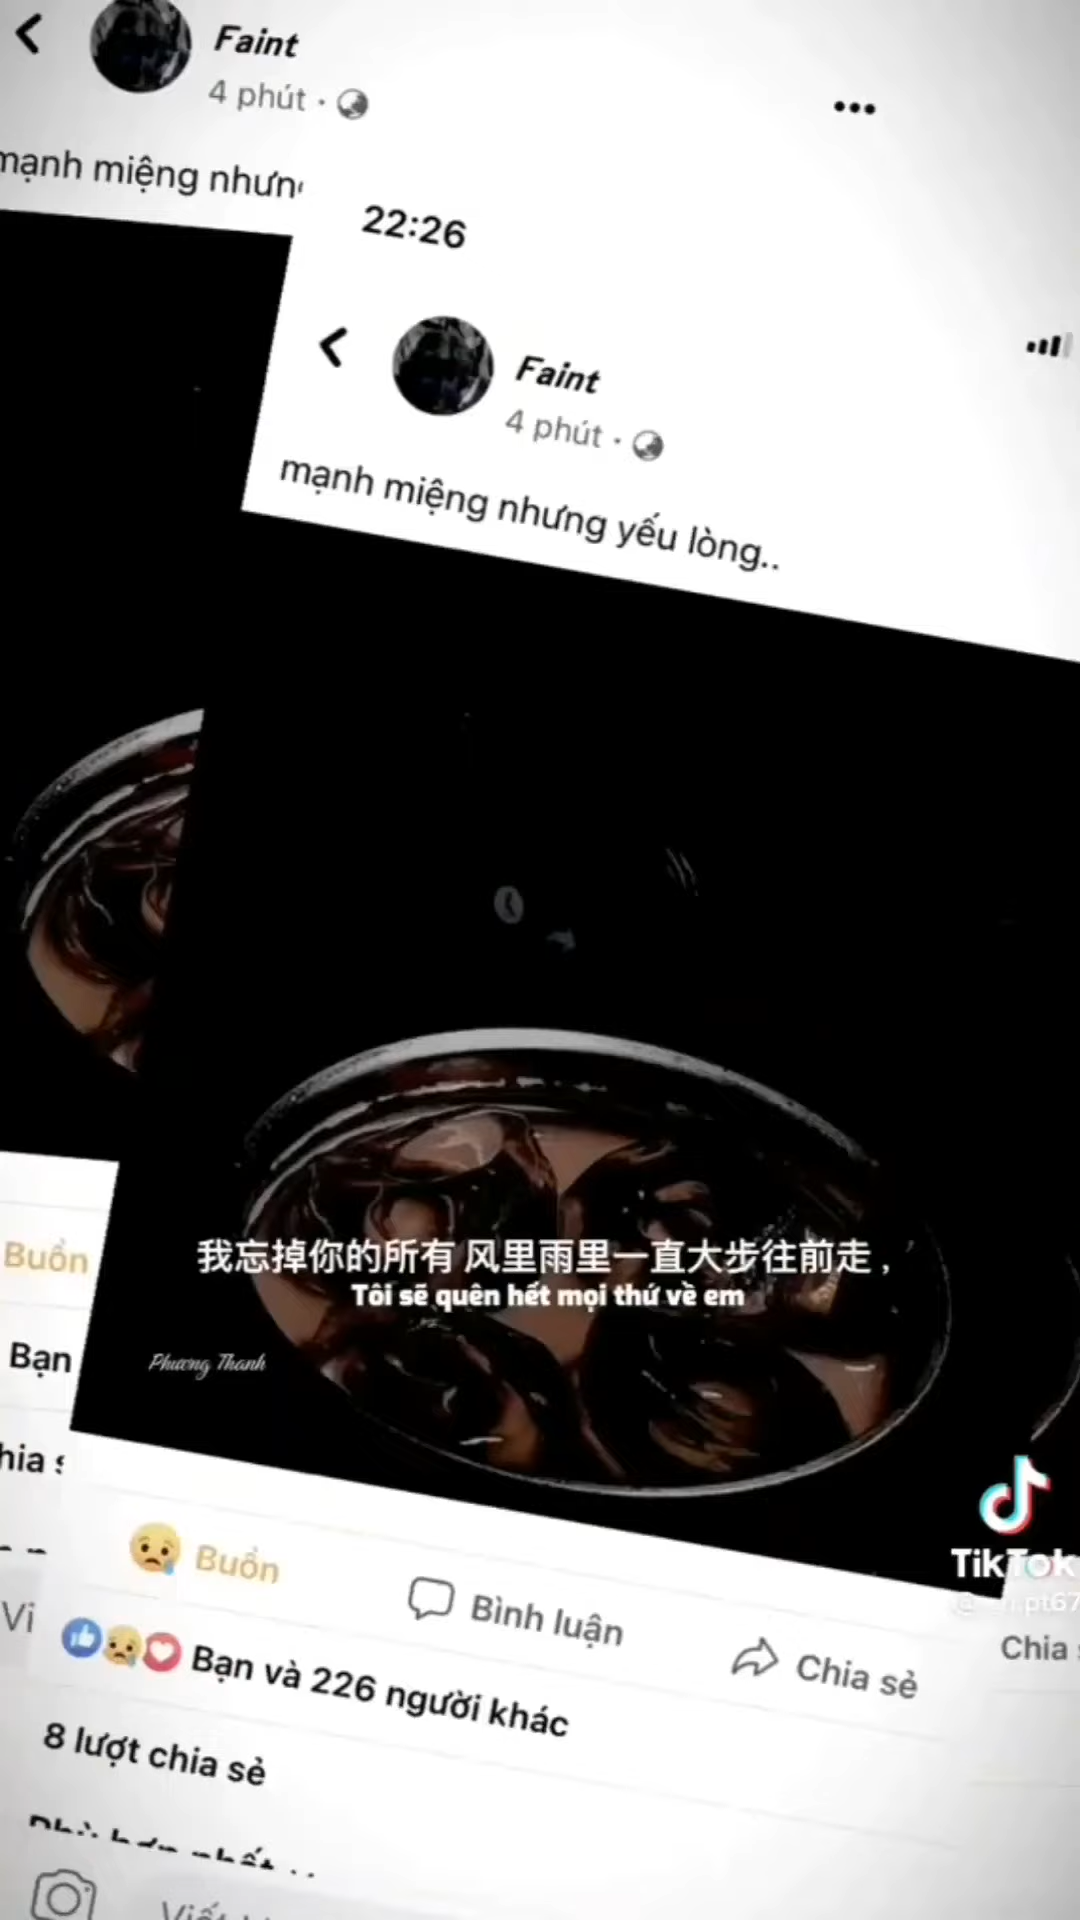 Faint
4 phút ·
mạnh miệng nhưng
22:26
Faint
4 phút ·
mạnh miệng nhưng yếu lòng..
我忘掉你的所有 风里雨里一直大步往前走，
Tôi sẽ quên hết mọi thứ về em
Phương Thanh
Buồn
Bạn
TikTok
Buồn
Bình luận
Chia sẻ
Chia
Bạn và 226 người khác
8 lượt chia sẻ